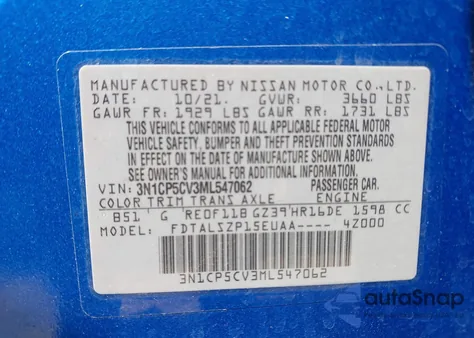 MANUFACTURED BY NISSAN MOTOR CO.,LTD.
DATE: 10/21. GVWR: 3660 LBS
GAWR FR: 1929 LBS GAWR RR: 1731 LBS
THIS VEHICLE CONFORMS TO ALL APPLICABLE FEDERAL MOTOR
VEHICLE SAFETY, BUMPER AND THEFT PREVENTION STANDARDS
IN EFFECT ON THE DATE OF MANUFACTURE SHOWN ABOVE.
SEE OWNER'S MANUAL FOR ADDITIONAL INFORMATION.
VIN: 3N1CP5CV3ML547062 PASSENGER CAR.
COLOR TRIM TRANS AXLE ENGINE
B51 G RE0F11B GZ39 HR16DE 1598 CC
MODEL: FDTALSZP15EUAA---- 4Z000
3N1CP5CV3ML547062
autoSnap